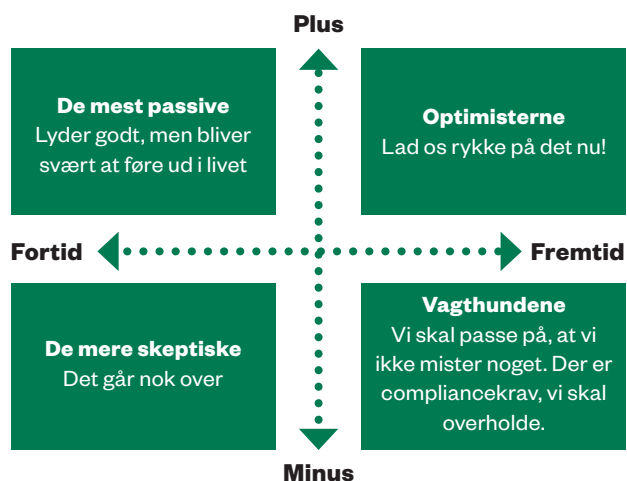 Plus
De mest passive
Lyder godt, men bliver
svært at føre ud i livet
Optimisterne
Lad os rykke på det nu!
Fortid
Fremtid
De mere skeptiske
Det går nok over
Vagthundene
Vi skal passe på, at vi
ikke mister noget. Der er
compliancekrav, vi skal
overholde.
Minus